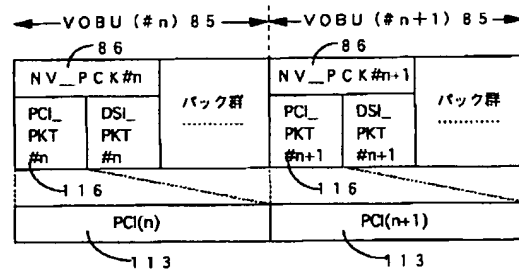 VOBU (#n) 85 VOBU (#n+1) 85
86 86
NV_PCK#n NV_PCK#n+1
パック群 パック群
PCI_ DSI_ PCI_ DSI_
PKT PKT PKT PKT
#n #n #n+1 #n+1
116 116
PCI(n) PCI(n+1)
113 113